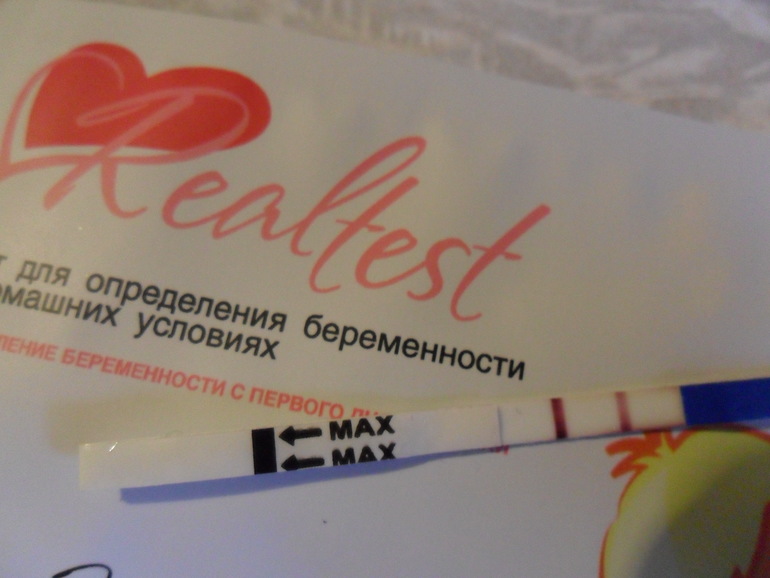 Realtest
для определения беременности
домашних условиях
БЕРЕМЕННОСТИ С ПЕРВОГО
MAX
MAX